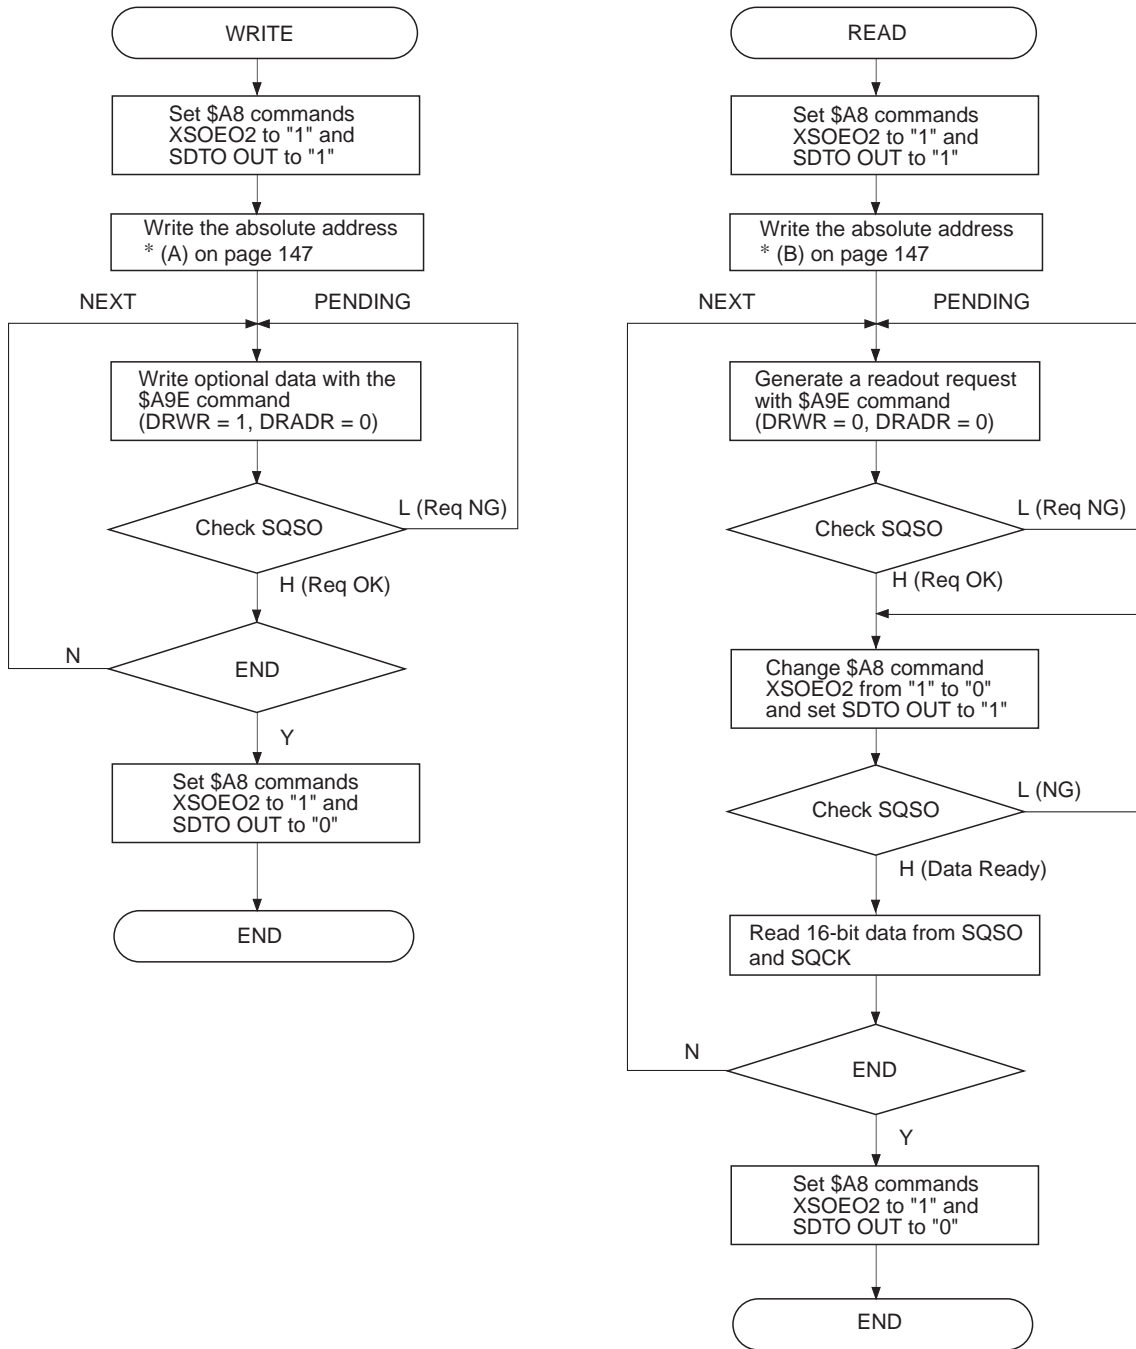 WRITE
Set $A8 commands
XSOEO2 to "1" and
SDTO OUT to "1"
Write the absolute address
* (A) on page 147
NEXT
PENDING
Write optional data with the
$A9E command
(DRWR = 1, DRADR = 0)
Check SQSO
L (Req NG)
H (Req OK)
N
END
Y
Set $A8 commands
XSOEO2 to "1" and
SDTO OUT to "0"
END
READ
Set $A8 commands
XSOEO2 to "1" and
SDTO OUT to "1"
Write the absolute address
* (B) on page 147
NEXT
PENDING
Generate a readout request
with $A9E command
(DRWR = 0, DRADR = 0)
Check SQSO
L (Req NG)
H (Req OK)
Change $A8 command
XSOEO2 from "1" to "0"
and set SDTO OUT to "1"
Check SQSO
L (NG)
H (Data Ready)
Read 16-bit data from SQSO
and SQCK
N
END
Y
Set $A8 commands
XSOEO2 to "1" and
SDTO OUT to "0"
END